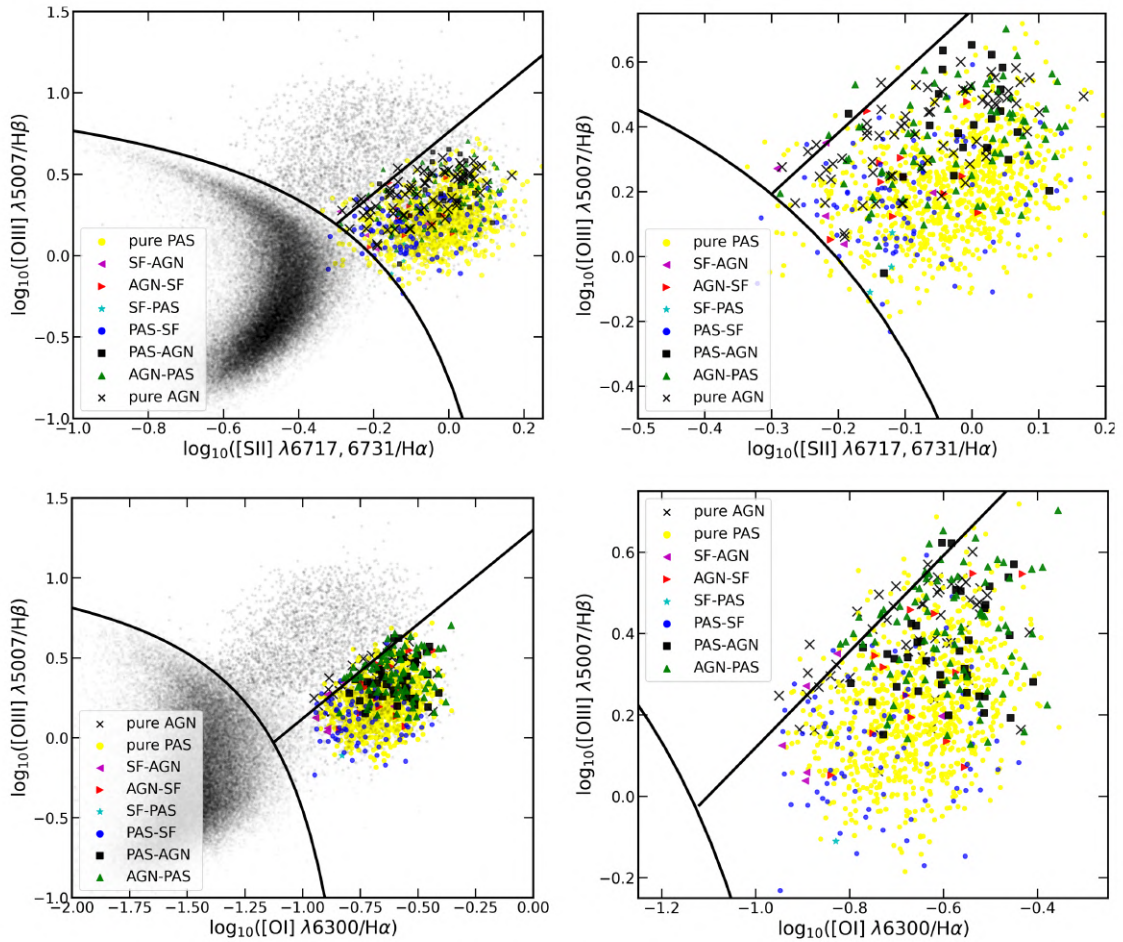 1.5
1.0
0.5
0.0
−0.5
−1.0
log₁₀([OIII] λ5007/Hβ)
pure PAS
SF-AGN
AGN-SF
SF-PAS
PAS-SF
PAS-AGN
AGN-PAS
pure AGN
−1.0 −0.8 −0.6 −0.4 −0.2 0.0 0.2
log₁₀([SII] λ6717, 6731/Hα)
0.6
0.4
0.2
0.0
−0.2
−0.4
log₁₀([OIII] λ5007/Hβ)
pure PAS
SF-AGN
AGN-SF
SF-PAS
PAS-SF
PAS-AGN
AGN-PAS
pure AGN
−0.5 −0.4 −0.3 −0.2 −0.1 0.0 0.1 0.2
log₁₀([SII] λ6717, 6731/Hα)
1.5
1.0
0.5
0.0
−0.5
−1.0
log₁₀([OIII] λ5007/Hβ)
pure AGN
pure PAS
SF-AGN
AGN-SF
SF-PAS
PAS-SF
PAS-AGN
AGN-PAS
−2.00 −1.75 −1.50 −1.25 −1.00 −0.75 −0.50 −0.25 0.00
log₁₀([OI] λ6300/Hα)
0.6
0.4
0.2
0.0
−0.2
log₁₀([OIII] λ5007/Hβ)
pure AGN
pure PAS
SF-AGN
AGN-SF
SF-PAS
PAS-SF
PAS-AGN
AGN-PAS
−1.2 −1.0 −0.8 −0.6 −0.4
log₁₀([OI] λ6300/Hα)